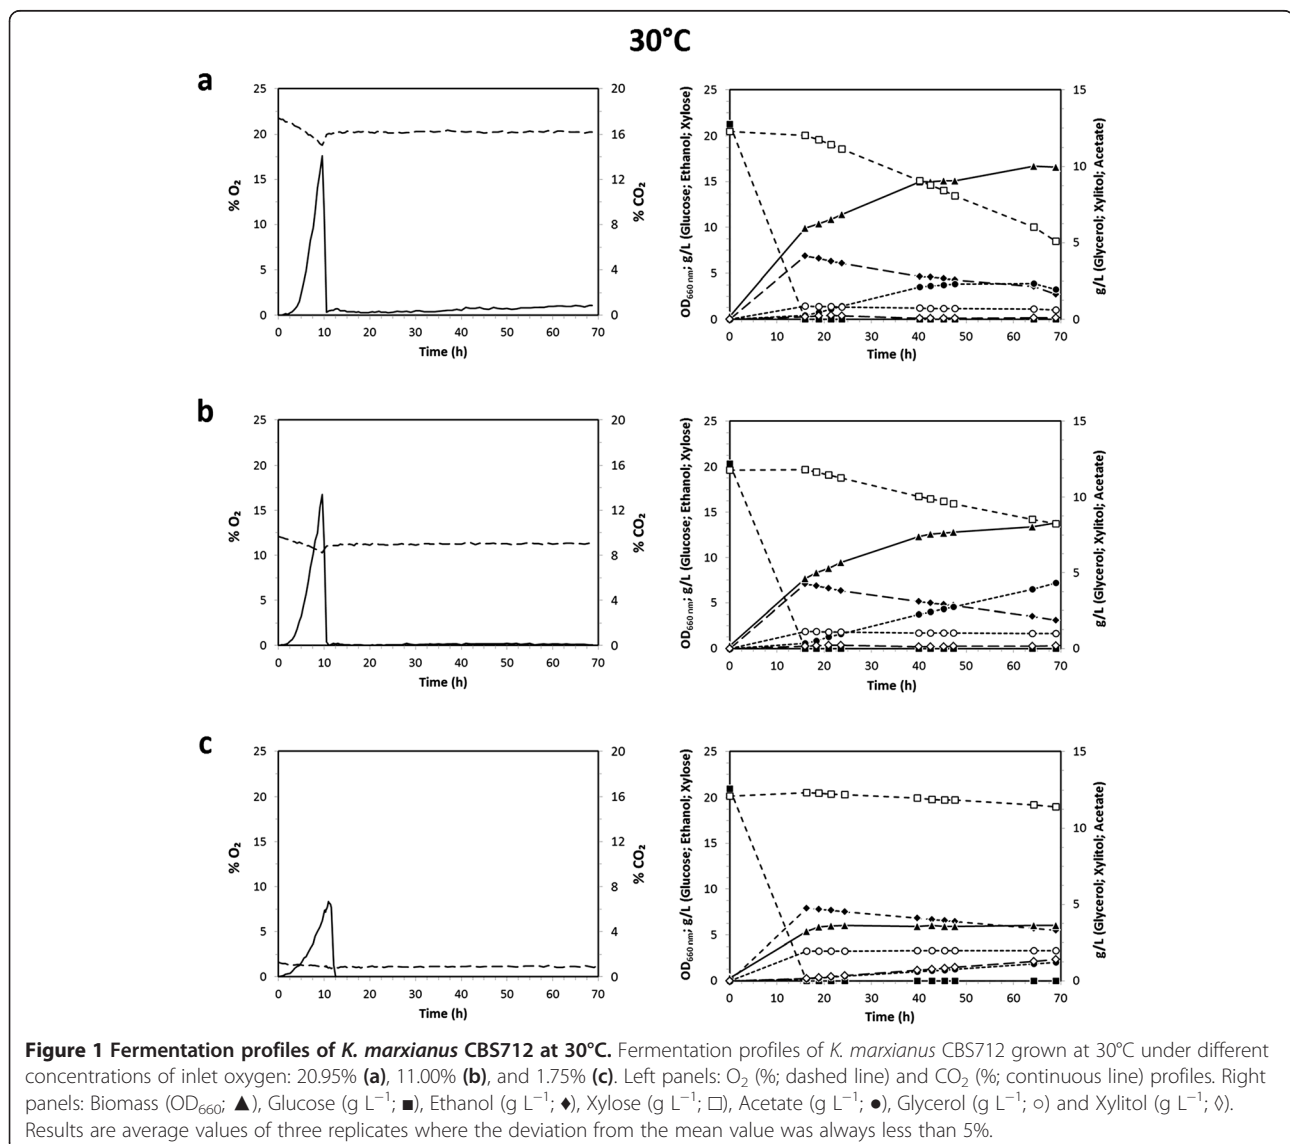 30°C
a
25
20
15
10
5
0
% O₂
20
16
12
8
4
0
% CO₂
0 10 20 30 40 50 60 70
Time (h)
25
20
15
10
5
0
OD660 nm; g/L (Glucose; Ethanol; Xylose)
15
10
5
0
g/L (Glycerol; Xylitol; Acetate)
0 10 20 30 40 50 60 70
Time (h)
b
25
20
15
10
5
0
% O₂
20
16
12
8
4
0
% CO₂
0 10 20 30 40 50 60 70
Time (h)
25
20
15
10
5
0
OD660 nm; g/L (Glucose; Ethanol; Xylose)
15
10
5
0
g/L (Glycerol; Xylitol; Acetate)
0 10 20 30 40 50 60 70
Time (h)
c
25
20
15
10
5
0
% O₂
20
16
12
8
4
0
% CO₂
0 10 20 30 40 50 60 70
Time (h)
25
20
15
10
5
0
OD660 nm; g/L (Glucose; Ethanol; Xylose)
15
10
5
0
g/L (Glycerol; Xylitol; Acetate)
0 10 20 30 40 50 60 70
Time (h)
Figure 1 Fermentation profiles of K. marxianus CBS712 at 30°C. Fermentation profiles of K. marxianus CBS712 grown at 30°C under different
concentrations of inlet oxygen: 20.95% (a), 11.00% (b), and 1.75% (c). Left panels: O₂ (%; dashed line) and CO₂ (%; continuous line) profiles. Right
panels: Biomass (OD₆₆₀; ▲), Glucose (g L⁻¹; ■), Ethanol (g L⁻¹; ♦), Xylose (g L⁻¹; □), Acetate (g L⁻¹; ●), Glycerol (g L⁻¹; ○) and Xylitol (g L⁻¹; ◊).
Results are average values of three replicates where the deviation from the mean value was always less than 5%.